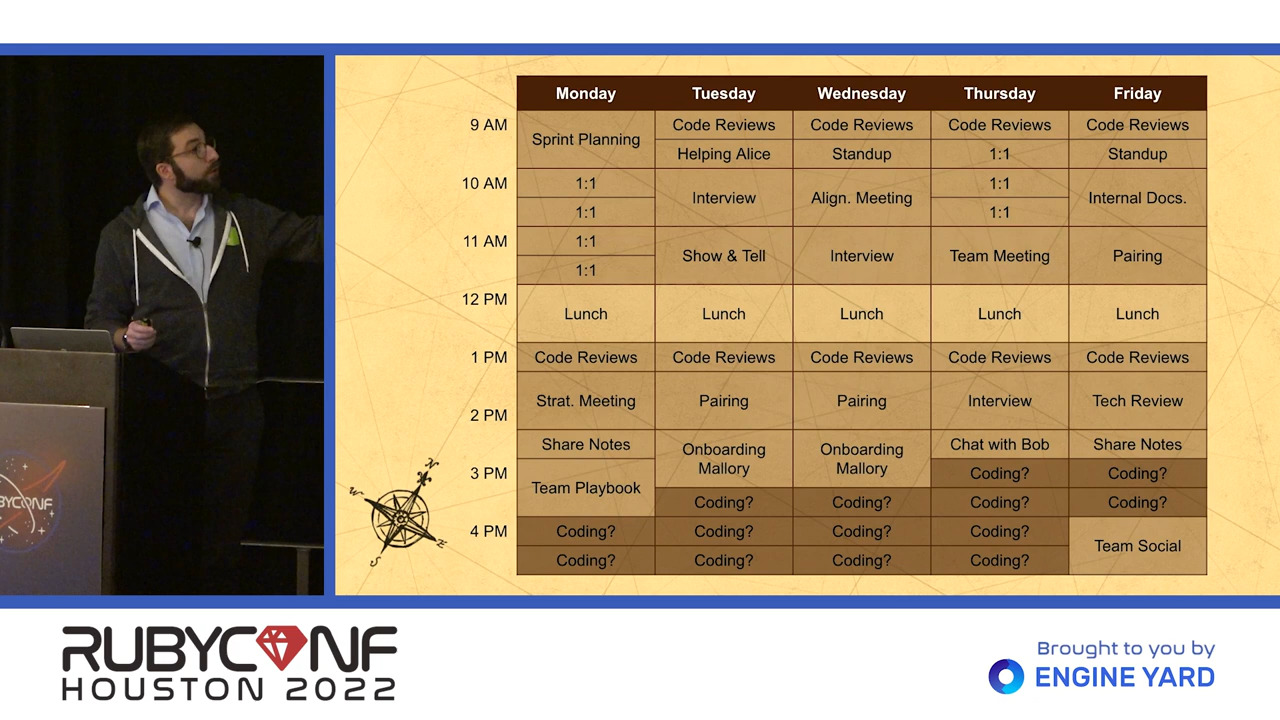 Monday Tuesday Wednesday Thursday Friday
9 AM Sprint Planning Code Reviews Code Reviews Code Reviews Code Reviews
Helping Alice Standup 1:1 Standup
10 AM 1:1 Interview Align. Meeting 1:1 Internal Docs.
1:1 1:1
11 AM 1:1 Show & Tell Interview Team Meeting Pairing
1:1
12 PM Lunch Lunch Lunch Lunch Lunch
1 PM Code Reviews Code Reviews Code Reviews Code Reviews Code Reviews
Strat. Meeting Pairing Pairing Interview Tech Review
2 PM
Share Notes Onboarding Mallory Onboarding Mallory Chat with Bob Share Notes
3 PM Team Playbook Coding? Coding?
Coding? Coding? Coding? Coding?
4 PM Coding? Coding? Coding? Coding? Team Social
Coding? Coding? Coding? Coding?
N
W
E
S
BYCONF
RUBYCONF
HOUSTON 2022
Brought to you by
ENGINE YARD